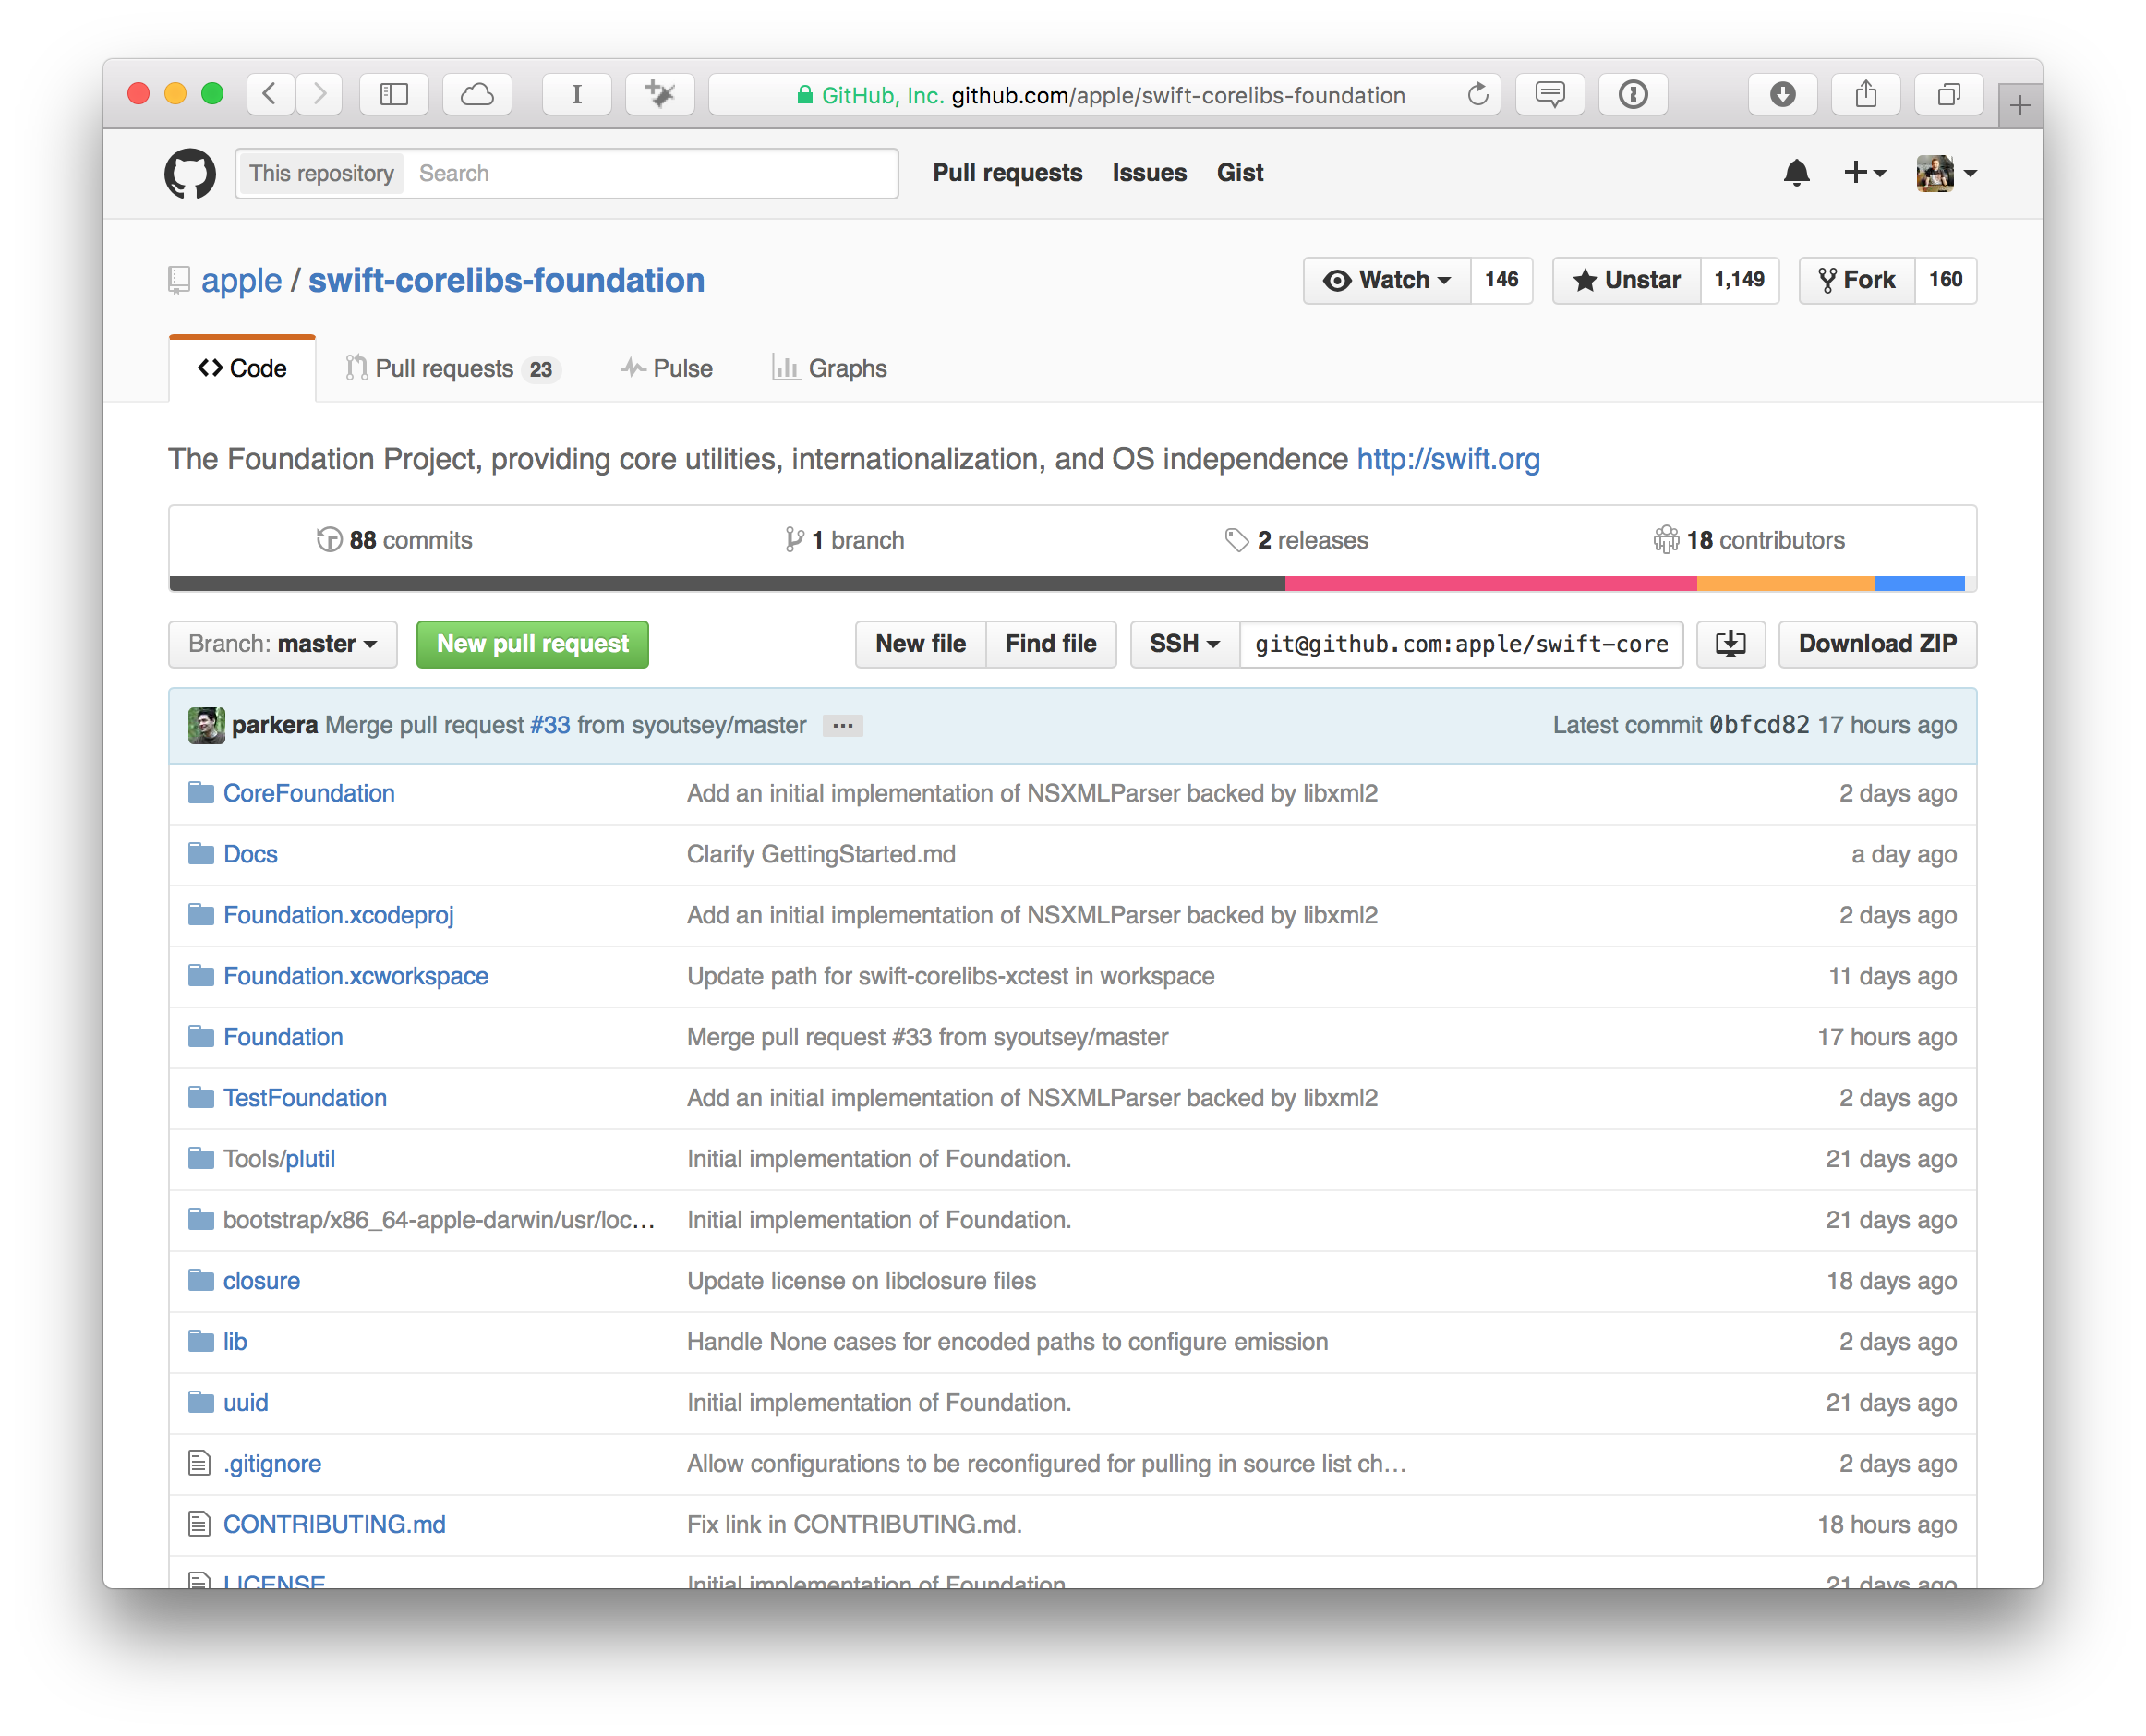 GitHub, Inc. github.com/apple/swift-corelibs-foundation
This repository Search Pull requests Issues Gist
apple / swift-corelibs-foundation Watch 146 Unstar 1,149 Fork 160
Code Pull requests 23 Pulse Graphs
The Foundation Project, providing core utilities, internationalization, and OS independence http://swift.org
88 commits 1 branch 2 releases 18 contributors
Branch: master New pull request New file Find file SSH git@github.com:apple/swift-core Download ZIP
parkera Merge pull request #33 from syoutsey/master ... Latest commit 0bfcd82 17 hours ago
CoreFoundation Add an initial implementation of NSXMLParser backed by libxml2 2 days ago
Docs Clarify GettingStarted.md a day ago
Foundation.xcodeproj Add an initial implementation of NSXMLParser backed by libxml2 2 days ago
Foundation.xcworkspace Update path for swift-corelibs-xctest in workspace 11 days ago
Foundation Merge pull request #33 from syoutsey/master 17 hours ago
TestFoundation Add an initial implementation of NSXMLParser backed by libxml2 2 days ago
Tools/plutil Initial implementation of Foundation. 21 days ago
bootstrap/x86_64-apple-darwin/usr/loc... Initial implementation of Foundation. 21 days ago
closure Update license on libclosure files 18 days ago
lib Handle None cases for encoded paths to configure emission 2 days ago
uuid Initial implementation of Foundation. 21 days ago
.gitignore Allow configurations to be reconfigured for pulling in source list ch... 2 days ago
CONTRIBUTING.md Fix link in CONTRIBUTING.md. 18 hours ago
LICENSE Initial implementation of Foundation. 21 days ago